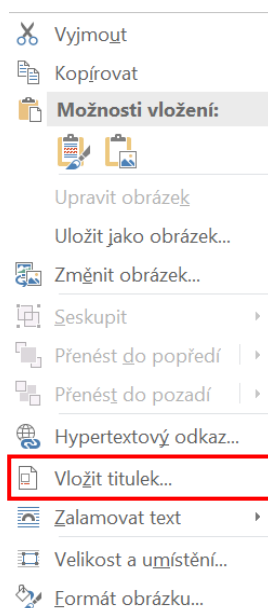 Vyjmout
Kopírovat
Možnosti vložení:
Upravit obrázek
Uložit jako obrázek...
Změnit obrázek...
Seskupit
Přenést do popředí
Přenést do pozadí
Hypertextový odkaz...
Vložit titulek...
Zalamovat text
Velikost a umístění...
Formát obrázku...